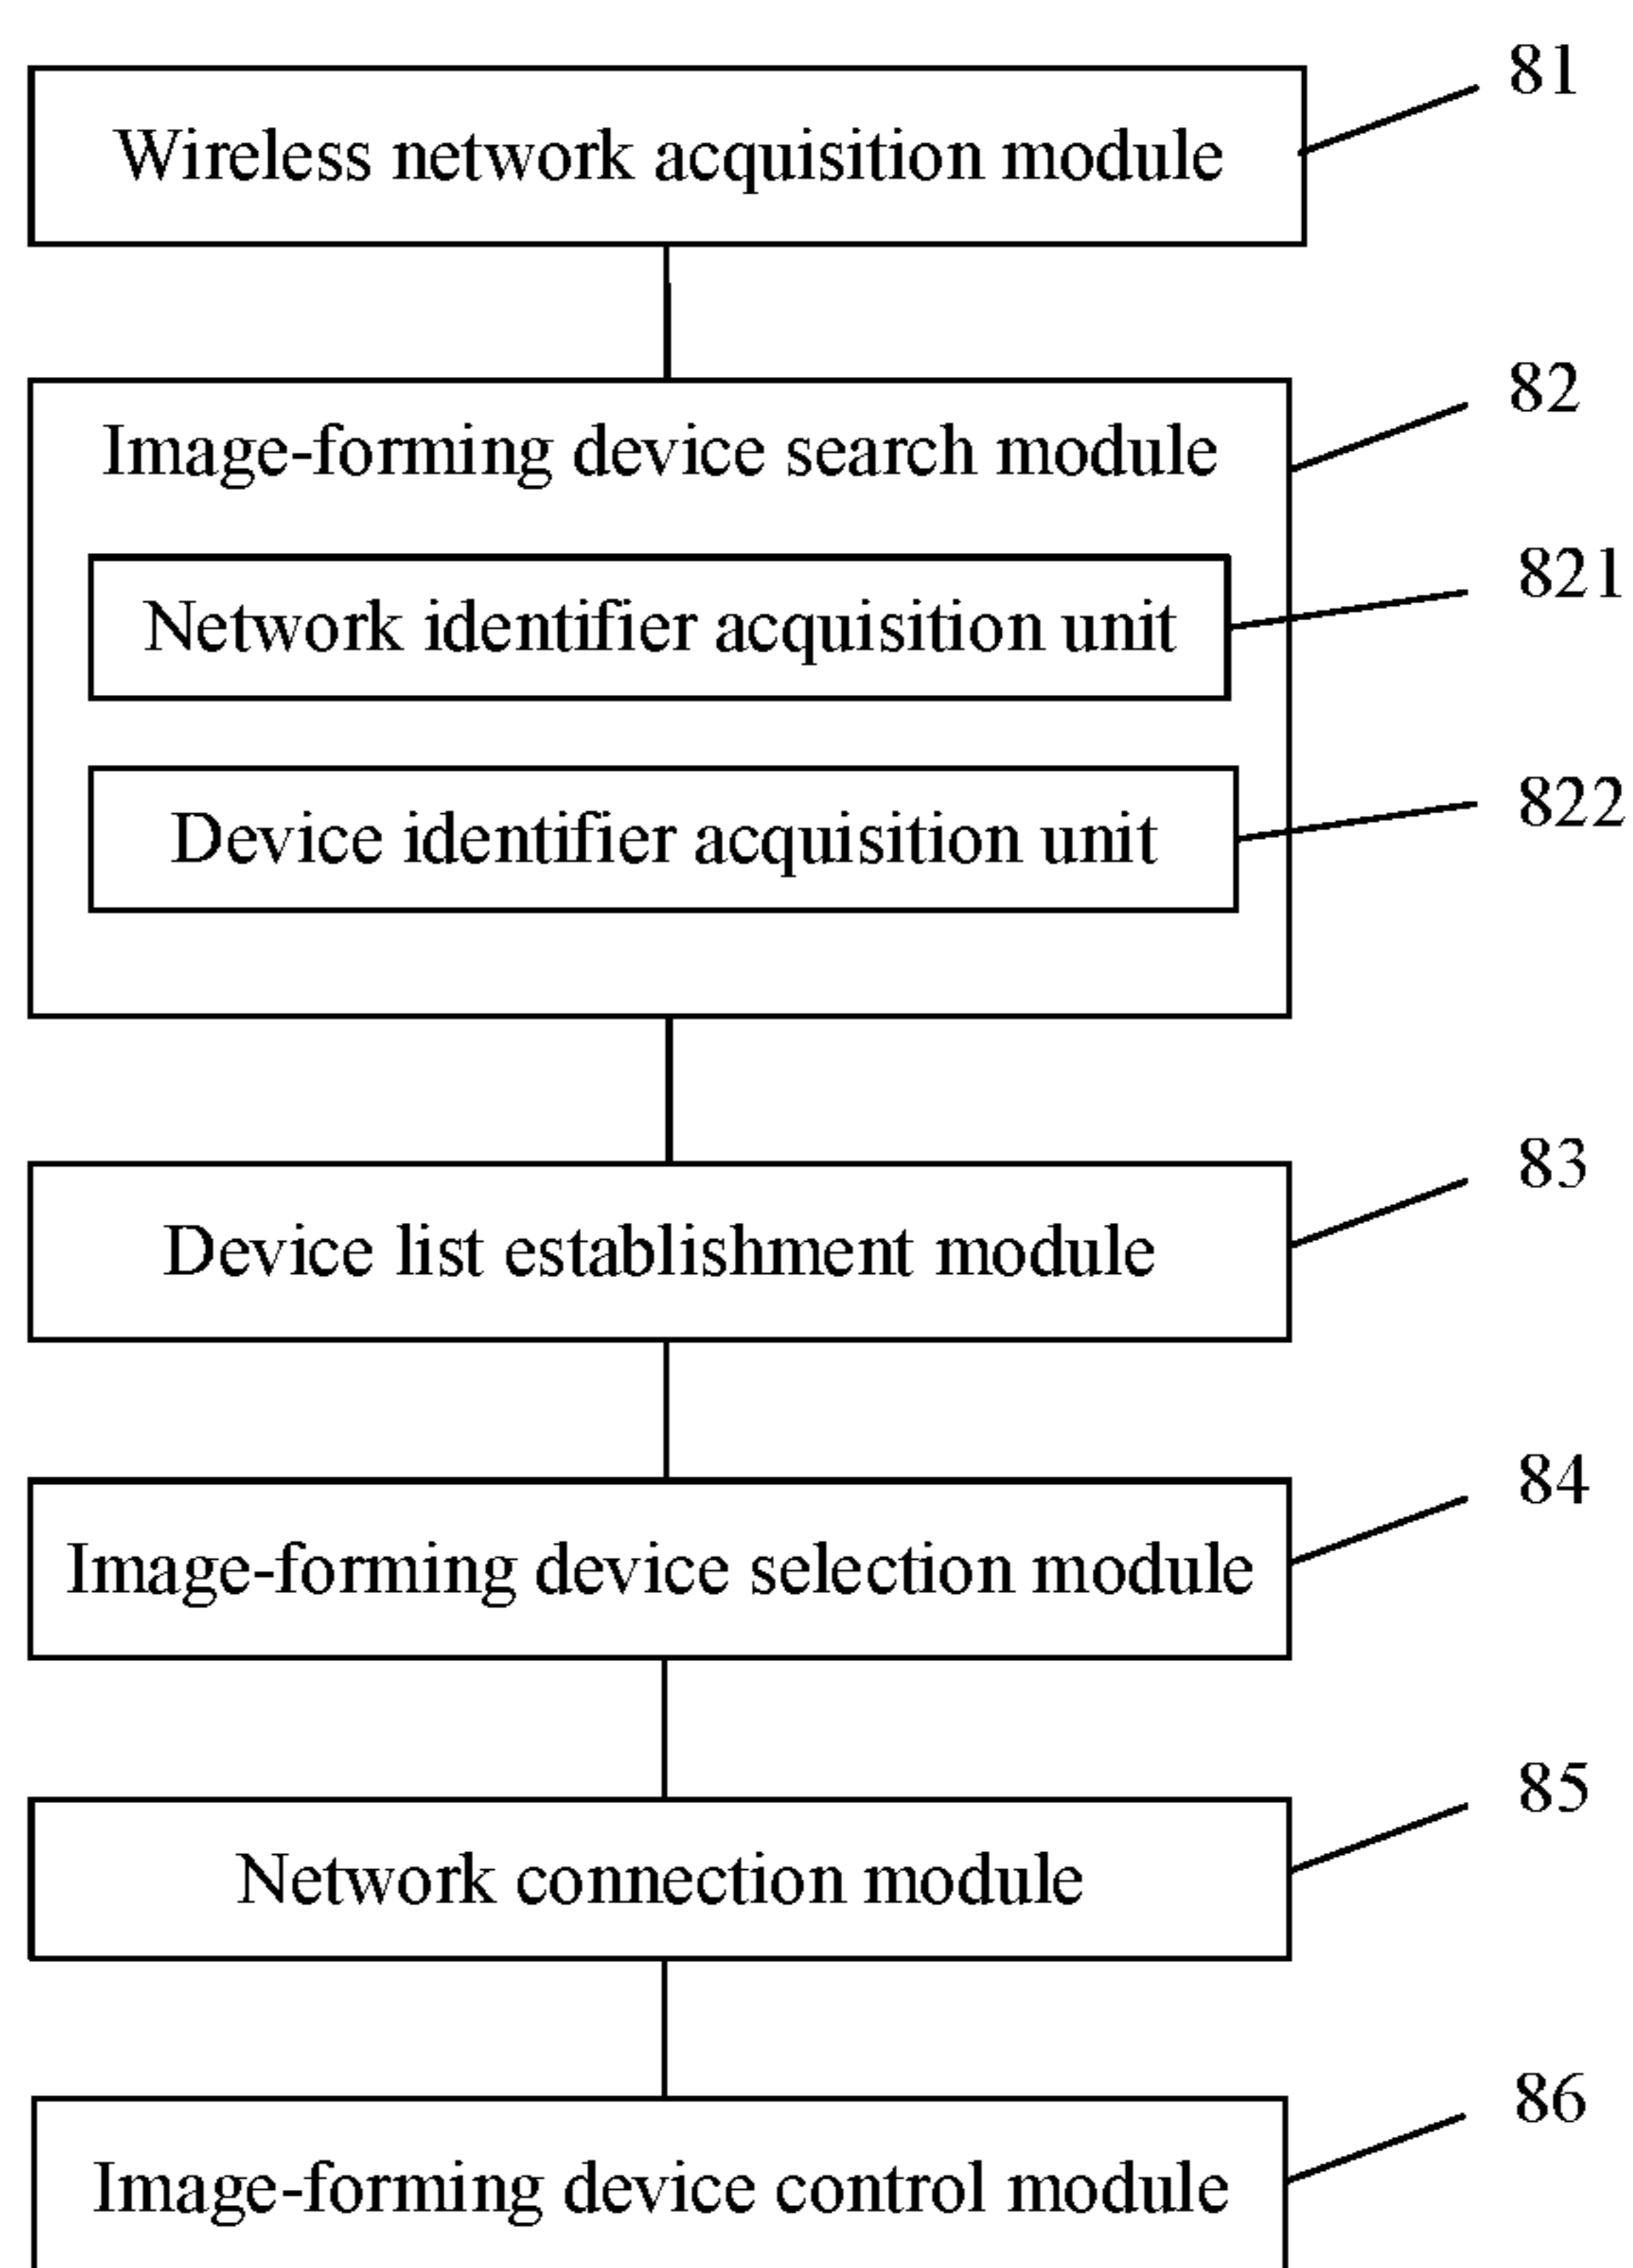 81
Wireless network acquisition module
82
Image-forming device search module
821
Network identifier acquisition unit
822
Device identifier acquisition unit
83
Device list establishment module
84
Image-forming device selection module
85
Network connection module
86
Image-forming device control module